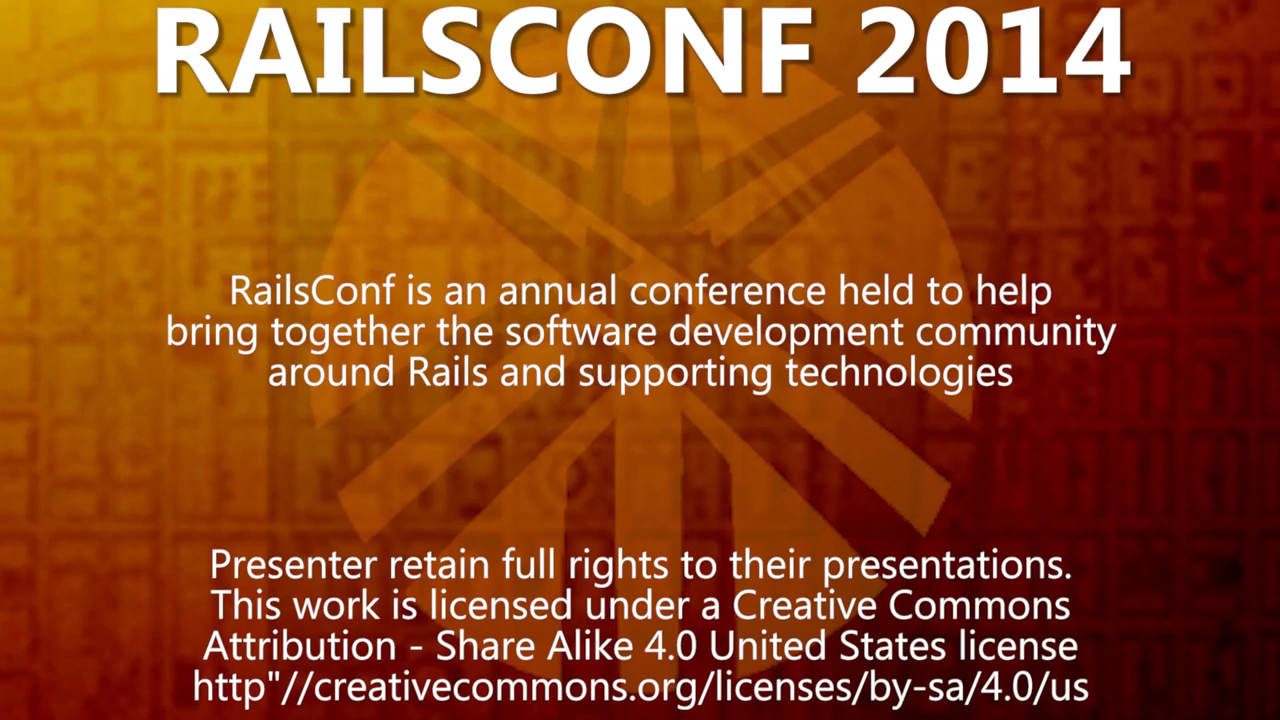 RAILSCONF 2014
RailsConf is an annual conference held to help
bring together the software development community
around Rails and supporting technologies
Presenter retain full rights to their presentations.
This work is licensed under a Creative Commons
Attribution - Share Alike 4.0 United States license
http"//creativecommons.org/licenses/by-sa/4.0/us